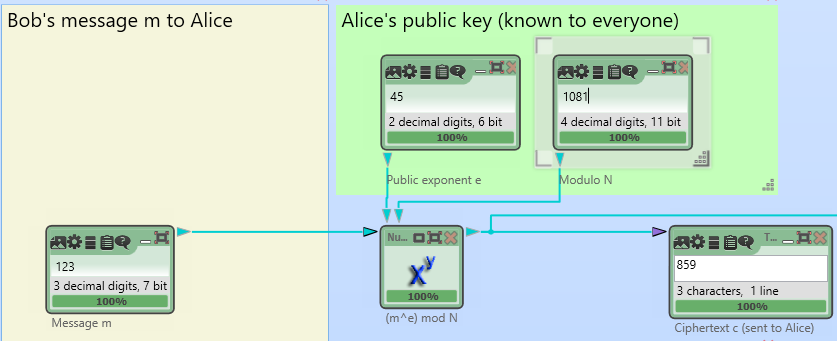 Bob's message m to Alice
Alice's public key (known to everyone)
45
2 decimal digits, 6 bit
100%
Public exponent e
1081
4 decimal digits, 11 bit
100%
Modulo N
123
3 decimal digits, 7 bit
100%
Message m
Nu...
x^y
100%
(m^e) mod N
T...
859
3 characters, 1 line
100%
Ciphertext c (sent to Alice)